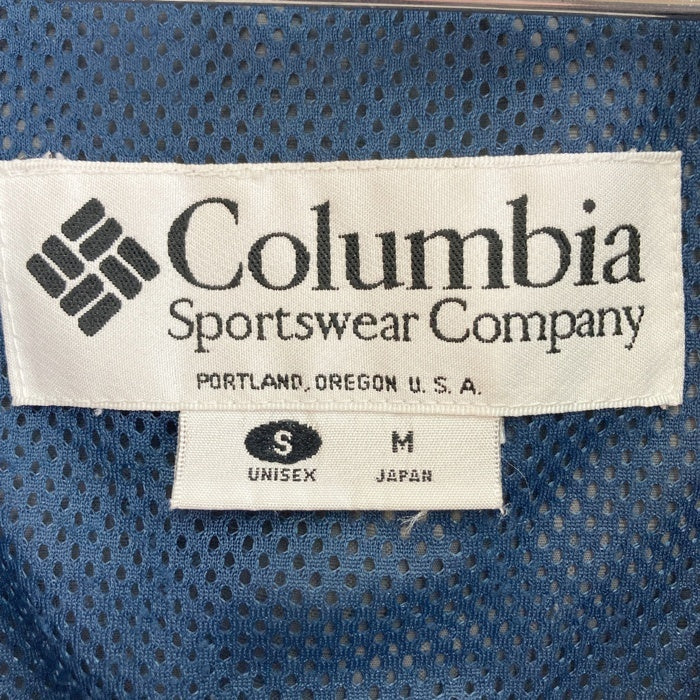 Columbia
Sportswear Company
PORTLAND, OREGON U. S. A.
S M
UNISEX JAPAN